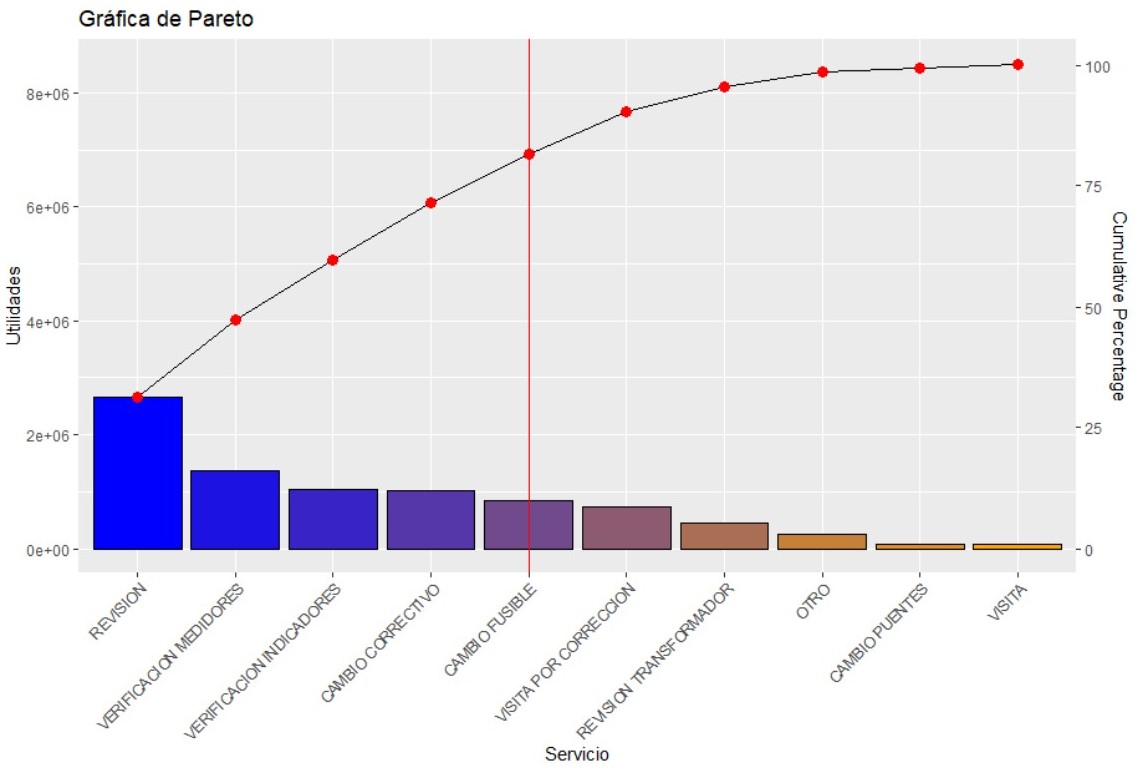 Gráfica de Pareto
8e+06
6e+06
4e+06
2e+06
0e+00
Utilidades
100
75
50
25
0
Cumulative Percentage
REVISION
VERIFICACION MEDIDORES
VERIFICACION INDICADORES
CAMBIO CORRECTIVO
CAMBIO FUSIBLE
VISITA POR CORRECCION
REVISION TRANSFORMADOR
OTRO
CAMBIO PUENTES
VISITA
Servicio